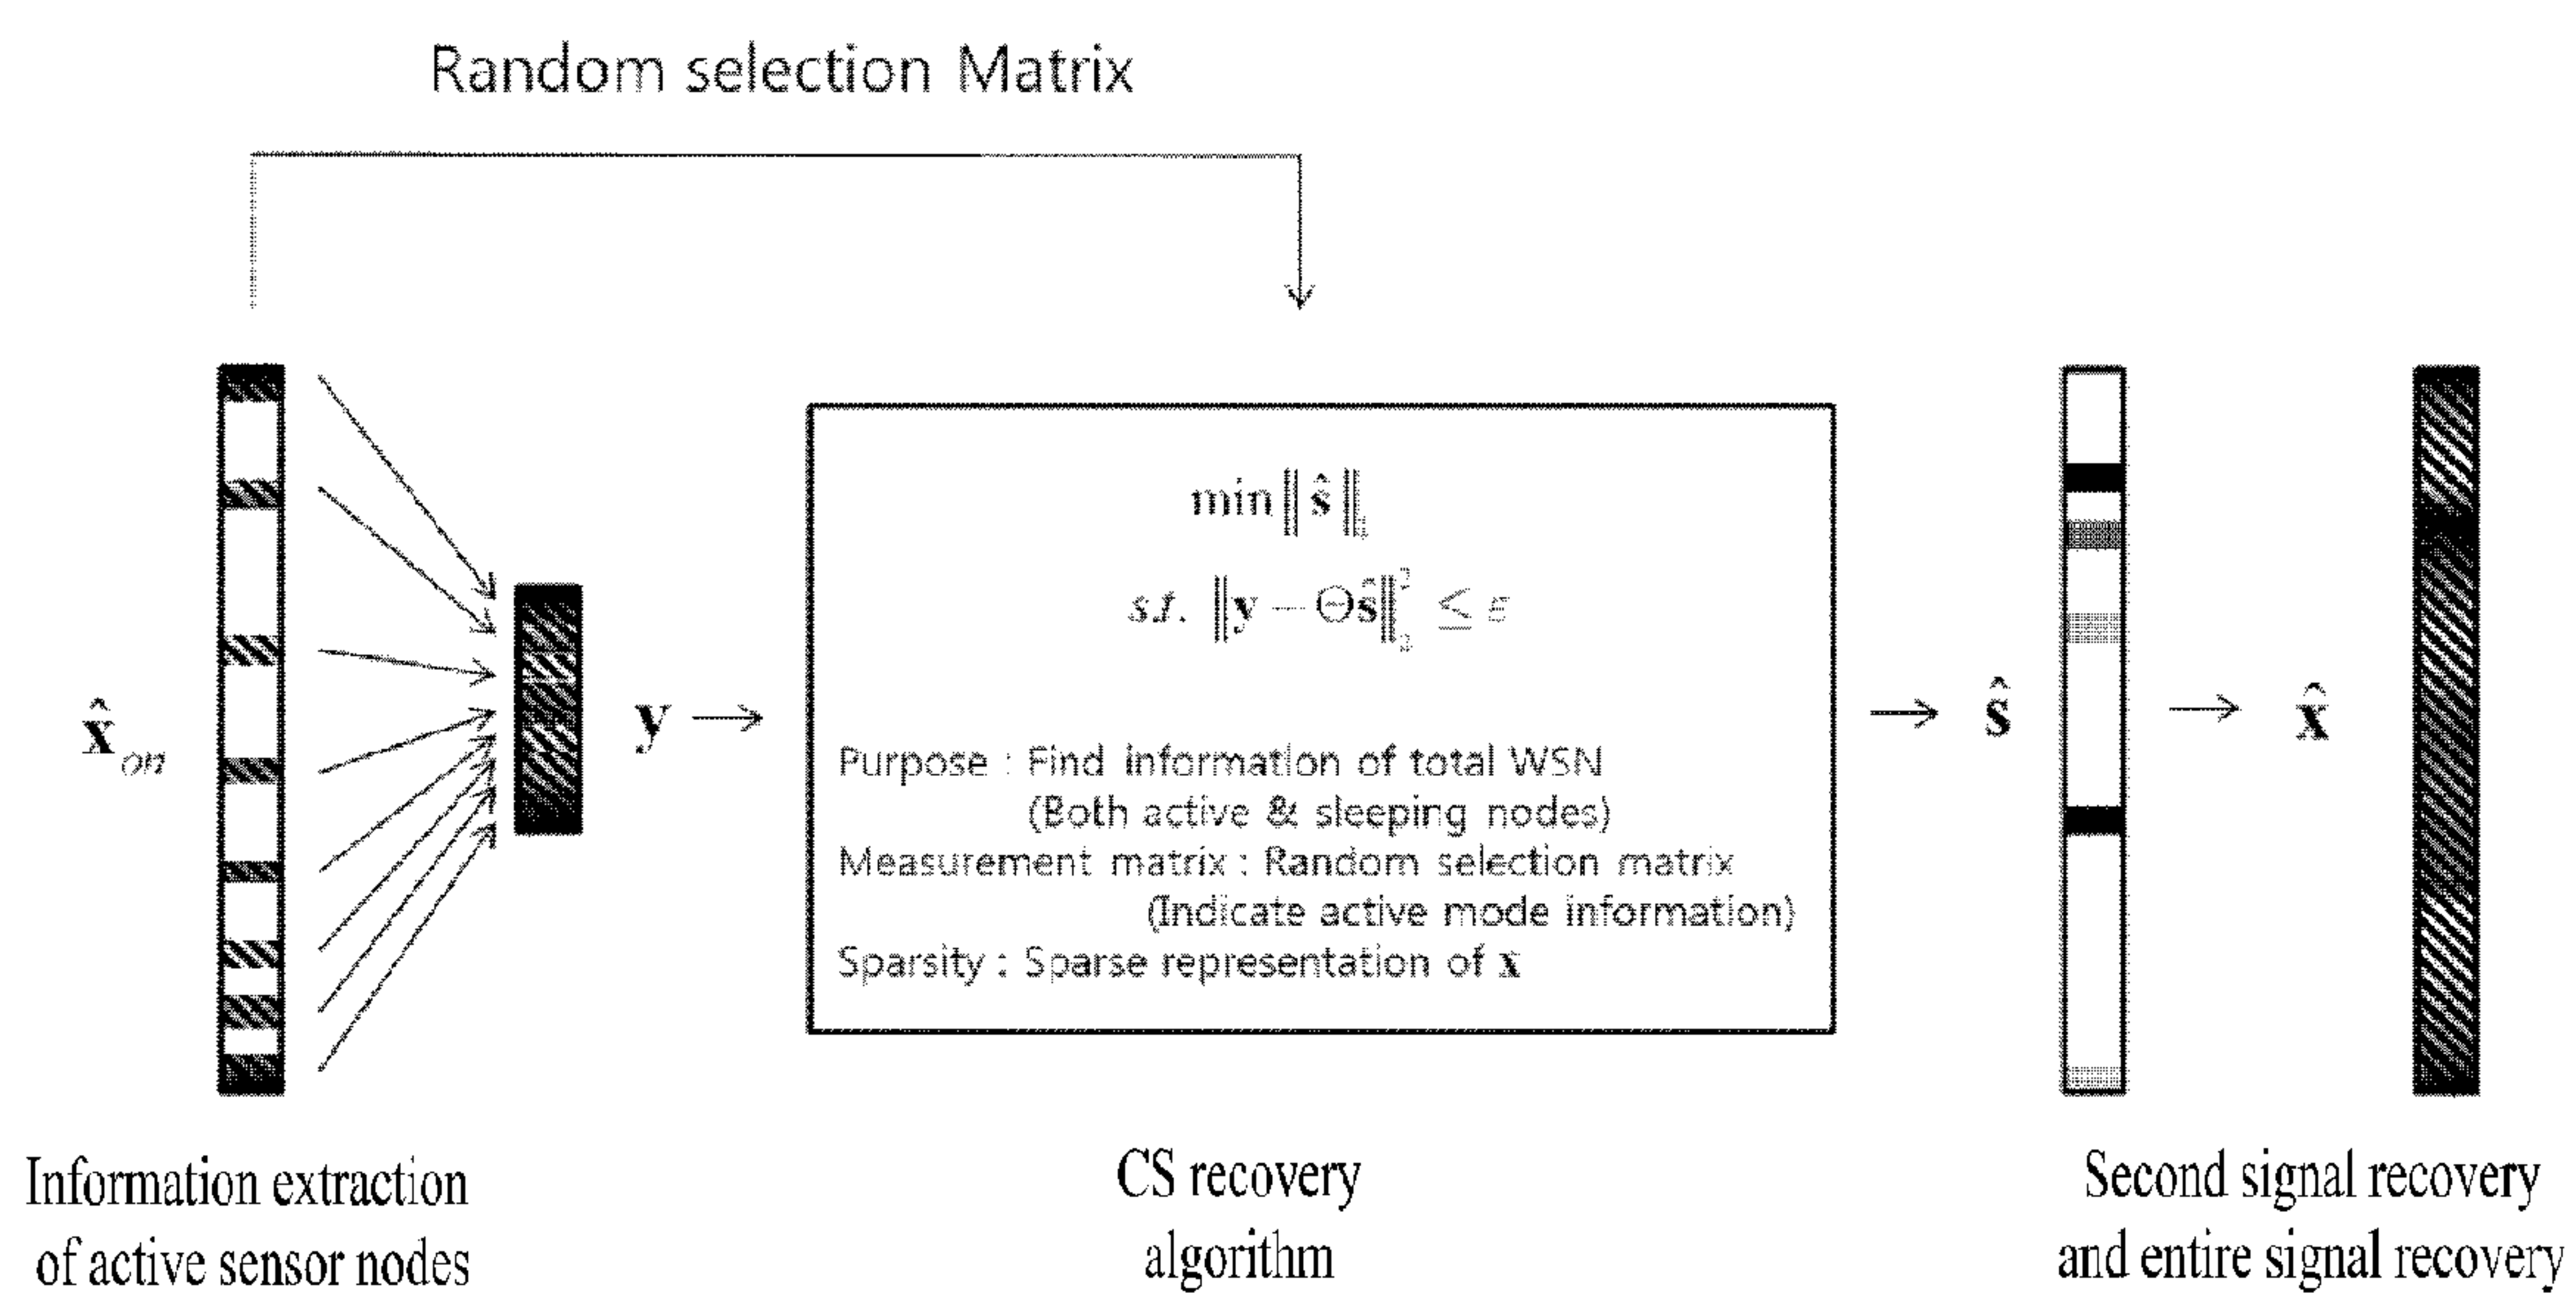 Random selection Matrix
x̂ on
y
min ‖ŝ‖₁
s.t. ‖y − Θŝ‖₂² ≤ ε
Purpose : Find information of total WSN
(Both active & sleeping nodes)
Measurement matrix : Random selection matrix
(Indicate active mode information)
Sparsity : Sparse representation of x
ŝ
x̂
Information extraction
of active sensor nodes
CS recovery
algorithm
Second signal recovery
and entire signal recovery